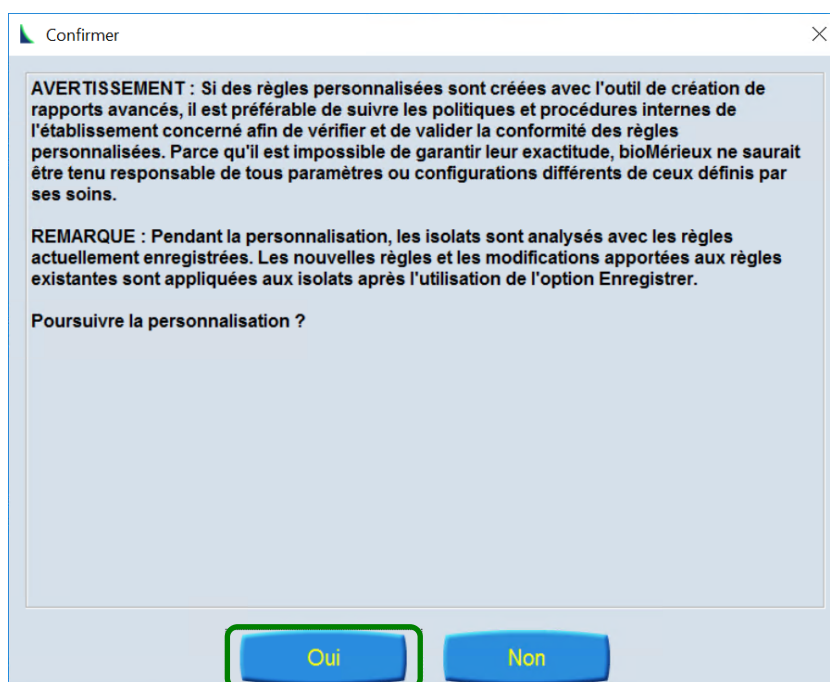 Confirmer
AVERTISSEMENT : Si des règles personnalisées sont créées avec l'outil de création de
rapports avancés, il est préférable de suivre les politiques et procédures internes de
l'établissement concerné afin de vérifier et de valider la conformité des règles
personnalisées. Parce qu'il est impossible de garantir leur exactitude, bioMérieux ne saurait
être tenu responsable de tous paramètres ou configurations différents de ceux définis par
ses soins.
REMARQUE : Pendant la personnalisation, les isolats sont analysés avec les règles
actuellement enregistrées. Les nouvelles règles et les modifications apportées aux règles
existantes sont appliquées aux isolats après l'utilisation de l'option Enregistrer.
Poursuivre la personnalisation ?
Oui
Non